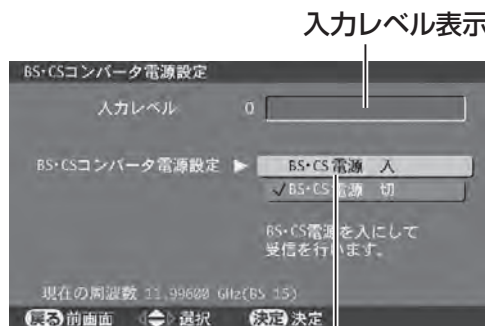 入力レベル表示
BS・CSコンバータ電源設定
入力レベル 0
BS・CSコンバータ電源設定 ▶ BS・CS電源 入
✓BS・CS電源 切
BS・CS電源を入にして
受信を行います。
現在の周波数 11.99600 GHz(BS 15)
戻る 前画面 選択 決定 決定